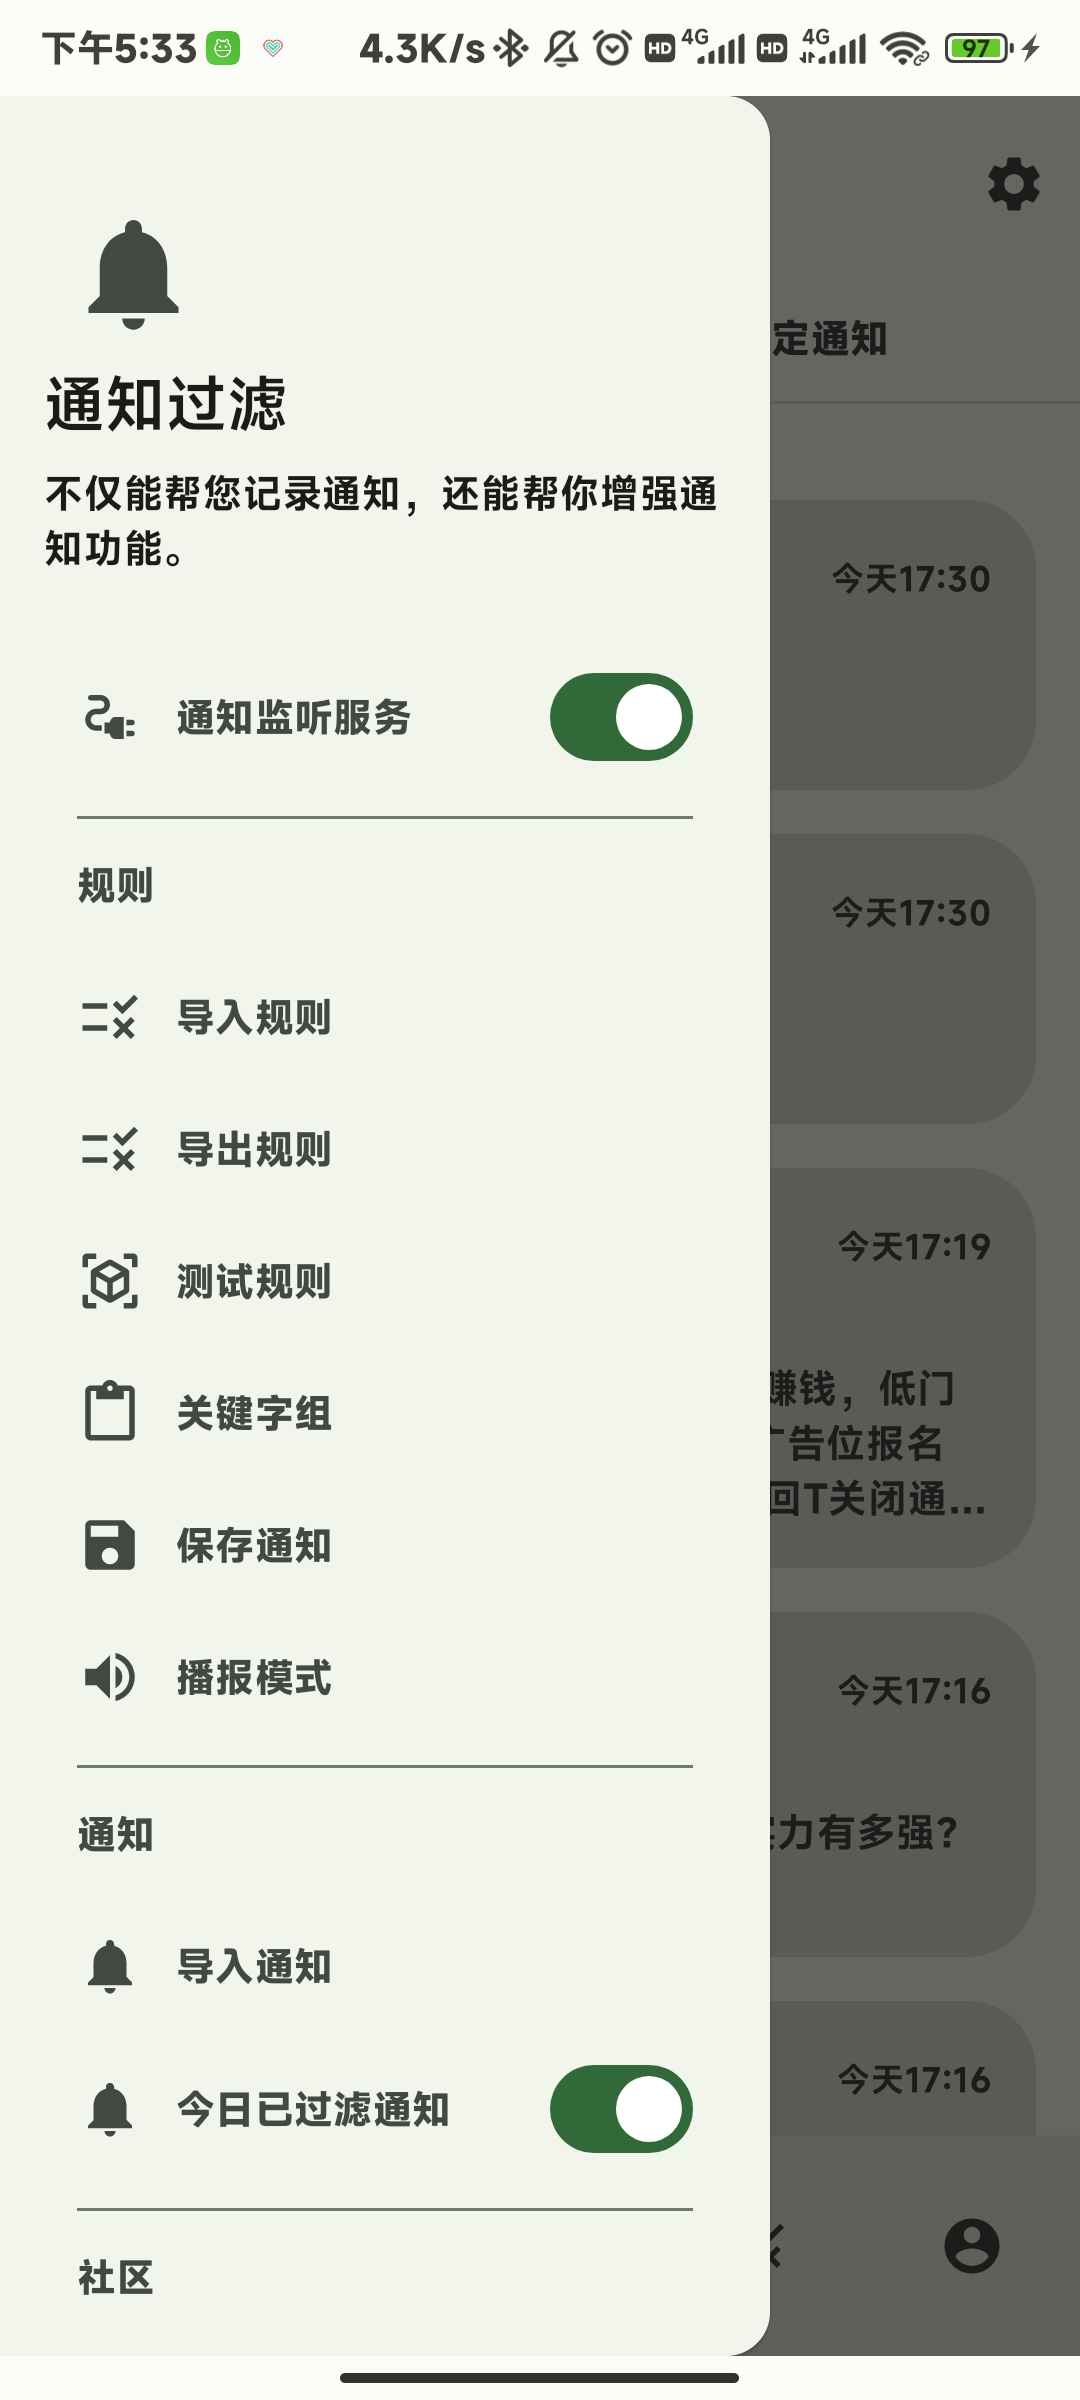 下午5:33
4.3K/s
HD
4G
HD
4G
97
通知过滤
不仅能帮您记录通知，还能帮你增强通
知功能。
通知监听服务
规则
导入规则
导出规则
测试规则
关键字组
保存通知
播报模式
通知
导入通知
今日已过滤通知
社区
定通知
今天17:30
今天17:30
今天17:19
赚钱，低门
广告位报名
回T关闭通...
今天17:16
力有多强?
今天17:16